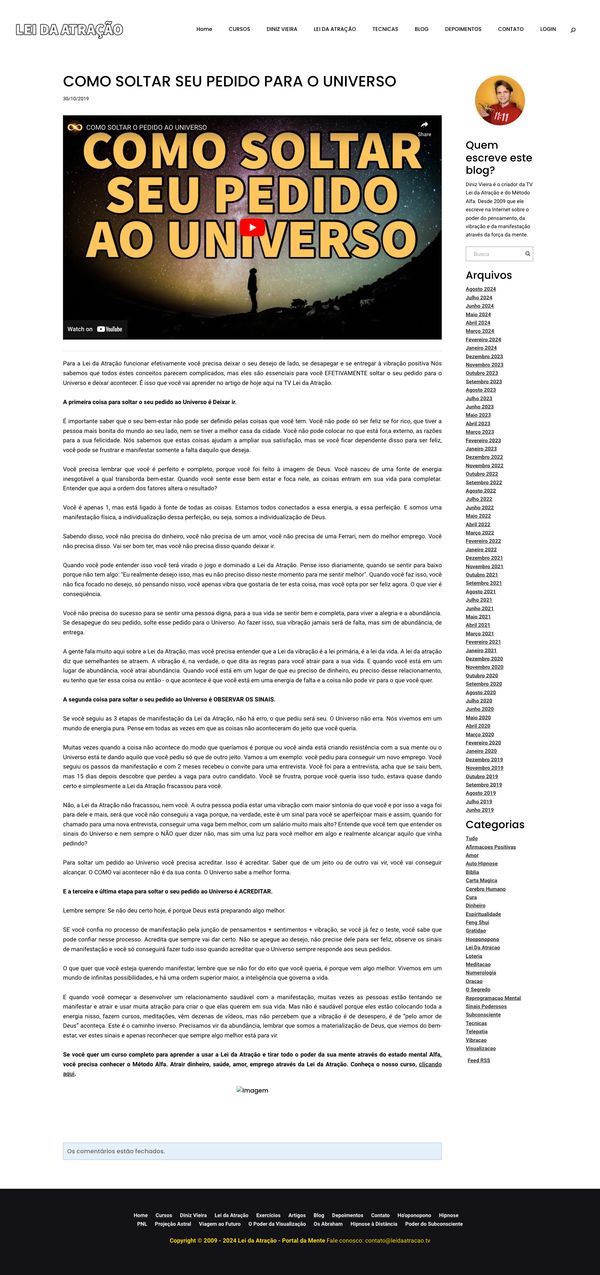 LEI DA ATRAÇÃO
Home CURSOS DINIZ VIEIRA LEI DA ATRAÇÃO TECNICAS BLOG DEPOIMENTOS CONTATO LOGIN
COMO SOLTAR SEU PEDIDO PARA O UNIVERSO
30/10/2019
COMO SOLTAR O PEDIDO AO UNIVERSO
Share
COMO SOLTAR
SEU PEDIDO
AO UNIVERSO
Watch on YouTube
Para a Lei da Atração funcionar efetivamente você precisa deixar o seu desejo de lado, se desapegar e se entregar à vibração positiva Nós
sabemos que todos estes conceitos parecem complicados, mas eles são essenciais para você EFETIVAMENTE soltar o seu pedido para o
Universo e deixar acontecer. É isso que você vai aprender no artigo de hoje aqui na TV Lei da Atração.
A primeira coisa para soltar o seu pedido ao Universo é Deixar ir.
É importante saber que o seu bem-estar não pode ser definido pelas coisas que você tem. Você não pode só ser feliz se for rico, que tiver a
pessoa mais bonita do mundo ao seu lado, nem se tiver a melhor casa da cidade. Você não pode colocar no que está for,a externo, as razões
para a sua felicidade. Nós sabemos que estas coisas ajudam a ampliar sua satisfação, mas se você ficar dependente disso para ser feliz,
você pode se frustrar e manifestar somente a falta daquilo que deseja.
Você precisa lembrar que você é perfeito e completo, porque você foi feito à imagem de Deus. Você nasceu de uma fonte de energia
inesgotável a qual transborda bem-estar. Quando você sente esse bem estar e foca nele, as coisas entram em sua vida para completar.
Entender que aqui a ordem dos fatores altera o resultado?
Você é apenas 1, mas está ligado à fonte de todas as coisas. Estamos todos conectados a essa energia, a essa perfeição. E somos uma
manifestação física, a individualização dessa perfeição, ou seja, somos a individualização de Deus.
Sabendo disso, você não precisa do dinheiro, você não precisa de um amor, você não precisa de uma Ferrari, nem do melhor emprego. Você
não precisa disso. Vai ser bom ter, mas você não precisa disso quando deixar ir.
Quando você pode entender isso você terá virado o jogo e dominado a Lei da Atração. Pense isso diariamente, quando se sentir para baixo
porque não tem algo: "Eu realmente desejo isso, mas eu não preciso disso neste momento para me sentir melhor". Quando você faz isso, você
não fica focado no desejo, só pensando nisso, você apenas vibra que gostaria de ter esta coisa, mas você opta por ser feliz agora. O que vier é
conseqüência.
Você não precisa do sucesso para se sentir uma pessoa digna, para a sua vida se sentir bem e completa, para viver a alegria e a abundância.
Se desapegue do seu pedido, solte esse pedido para o Universo. Ao fazer isso, sua vibração jamais será de falta, mas sim de abundância, de
entrega.
A gente fala muito aqui sobre a Lei da Atração, mas você precisa entender que a Lei da vibração é a lei primária, é a lei da vida. A lei da atração
diz que semelhantes se atraem. A vibração é, na verdade, o que dita as regras para você atrair para a sua vida. E quando você está em um
lugar de abundância, você atrai abundância. Quando você está em um lugar de que eu preciso de dinheiro, eu preciso desse relacionamento,
eu tenho que ter essa coisa ou então - o que acontece é que você está em uma energia de falta e a coisa não pode vir para o que você quer.
A segunda coisa para soltar o seu pedido ao Universo é OBSERVAR OS SINAIS.
Se você seguiu as 3 etapas de manifestação da Lei da Atração, não há erro, o que pediu será seu. O Universo não erra. Nós vivemos em um
mundo de energia pura. Pense em todas as vezes em que as coisas não aconteceram do jeito que você queria.
Muitas vezes quando a coisa não acontece do modo que queríamos é porque ou você ainda está criando resistência com a sua mente ou o
Universo está te dando aquilo que você pediu só que de outro jeito. Vamos a um exemplo: você pediu para conseguir um novo emprego. Você
seguiu os passos da manifestação e com 2 meses recebeu o convite para uma entrevista. Você foi para a entrevista, acha que se saiu bem,
mas 15 dias depois descobre que perdeu a vaga para outro candidato. Você se frustra, porque você queria isso tudo, estava quase dando
certo e simplesmente a Lei da Atração fracassou para você.
Não, a Lei da Atração não fracassou, nem você. A outra pessoa podia estar uma vibração com maior sintonia do que você e por isso a vaga foi
para dele e mais, será que você não conseguiu a vaga porque, na verdade, este é um sinal para você se aperfeiçoar mais e assim, quando for
chamado para uma nova entrevista, conseguir uma vaga bem melhor, com um salário muito mais alto? Entende que você tem que entender os
sinais do Universo e nem sempre o NÃO quer dizer não, mas sim uma luz para você melhor em algo e realmente alcançar aquilo que vinha
pedindo?
Para soltar um pedido ao Universo você precisa acreditar. Isso é acreditar. Saber que de um jeito ou de outro vai vir, você vai conseguir
alcançar. O COMO vai acontecer não é da sua conta. O Universo sabe a melhor forma.
E a terceira e última etapa para soltar o seu pedido ao Universo é ACREDITAR.
Lembre sempre: Se não deu certo hoje, é porque Deus está preparando algo melhor.
SE você confia no processo de manifestação pela junção de pensamentos + sentimentos + vibração, se você já fez o teste, você sabe que
pode confiar nesse processo. Acredita que sempre vai dar certo. Não se apegue ao desejo, não precise dele para ser feliz, observe os sinais
de manifestação e você só conseguirá fazer tudo isso quando acreditar que o Universo sempre responde aos seus pedidos.
O que quer que você esteja querendo manifestar, lembre que se não for do eito que você queria, é porque vem algo melhor. Vivemos em um
mundo de infinitas possibilidades, e há uma ordem superior maior, a inteligência que governa a vida.
E quando você começar a desenvolver um relacionamento saudável com a manifestação, muitas vezes as pessoas estão tentando se
manifestar e atrair e usar muita atração para criar o que elas querem em sua vida. Mas não é saudável porque eles estão colocando toda a
energia nisso, fazem cursos, meditações, vêm dezenas de vídeos, mas não percebem que a vibração é de desespero, é de "pelo amor de
Deus" aconteça. Este é o caminho inverso. Precisamos vir da abundância, lembrar que somos a materialização de Deus, que viemos do bem-
estar, ver estes sinais e apenas reconhecer que sempre algo melhor está para vir.
Se você quer um curso completo para aprender a usar a Lei da Atração e tirar todo o poder da sua mente através do estado mental Alfa,
você precisa conhecer o Método Alfa. Atrair dinheiro, saúde, amor, emprego através da Lei da Atração. Conheça o nosso curso, clicando
aqui.
Imagem
Os comentários estão fechados.
11:11
Quem
escreve este
blog?
Diniz Vieira é o criador da TV
Lei da Atração e do Método
Alfa. Desde 2009 que ele
escreve na Internet sobre o
poder do pensamento, da
vibração e da manifestação
através da força da mente.
Busca
Arquivos
Agosto 2024
Julho 2024
Junho 2024
Maio 2024
Abril 2024
Março 2024
Fevereiro 2024
Janeiro 2024
Dezembro 2023
Novembro 2023
Outubro 2023
Setembro 2023
Agosto 2023
Julho 2023
Junho 2023
Maio 2023
Abril 2023
Março 2023
Fevereiro 2023
Janeiro 2023
Dezembro 2022
Novembro 2022
Outubro 2022
Setembro 2022
Agosto 2022
Julho 2022
Junho 2022
Maio 2022
Abril 2022
Março 2022
Fevereiro 2022
Janeiro 2022
Dezembro 2021
Novembro 2021
Outubro 2021
Setembro 2021
Agosto 2021
Julho 2021
Junho 2021
Maio 2021
Abril 2021
Março 2021
Fevereiro 2021
Janeiro 2021
Dezembro 2020
Novembro 2020
Outubro 2020
Setembro 2020
Agosto 2020
Julho 2020
Junho 2020
Maio 2020
Abril 2020
Março 2020
Fevereiro 2020
Janeiro 2020
Dezembro 2019
Novembro 2019
Outubro 2019
Setembro 2019
Agosto 2019
Julho 2019
Junho 2019
Categorias
Tudo
Afirmacoes Positivas
Amor
Auto Hipnose
Biblia
Carta Magica
Cerebro Humano
Cura
Dinheiro
Espiritualidade
Feng Shui
Gratidao
Hooponopono
Lei Da Atracao
Loteria
Meditacao
Numerologia
Oracao
O Segredo
Reprogramacao Mental
Sinais Poderosos
Subconsciente
Tecnicas
Telepatia
Vibracao
Visualizacao
Feed RSS
Home Cursos Diniz Vieira Lei da Atração Exercícios Artigos Blog Depoimentos Contato Ho'oponopono Hipnose
PNL Projeção Astral Viagem ao Futuro O Poder da Visualização Os Abraham Hipnose à Distância Poder do Subconsciente
Copyright © 2009 - 2024 Lei da Atração - Portal da Mente Fale conosco: contato@leidaatracao.tv